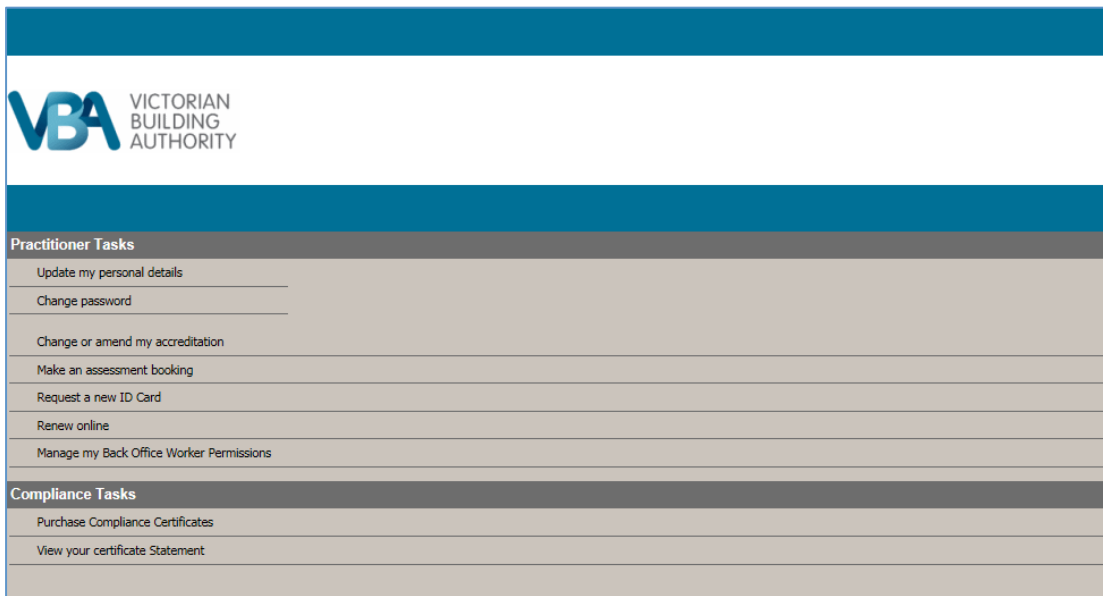 VBA
VICTORIAN
BUILDING
AUTHORITY
Practitioner Tasks
Update my personal details
Change password
Change or amend my accreditation
Make an assessment booking
Request a new ID Card
Renew online
Manage my Back Office Worker Permissions
Compliance Tasks
Purchase Compliance Certificates
View your certificate Statement